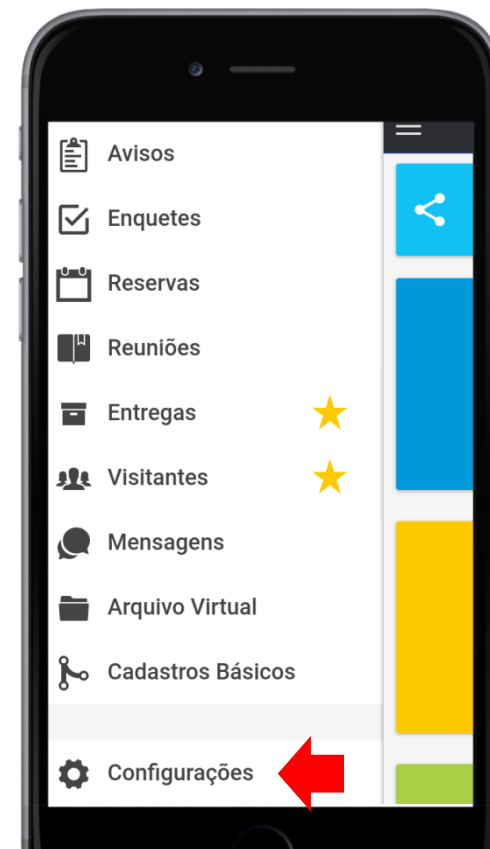 Avisos
Enquetes
Reservas
Reuniões
Entregas
Visitantes
Mensagens
Arquivo Virtual
Cadastros Básicos
Configurações